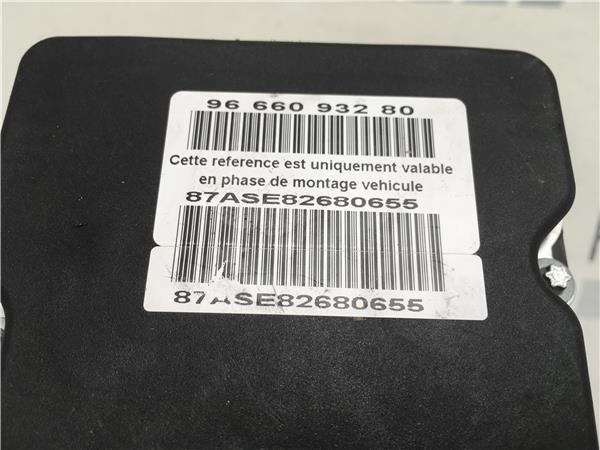 96 660 932 80
Cette reference est uniquement valable
en phase de montage vehicule
87ASE82680655
87ASE82680655